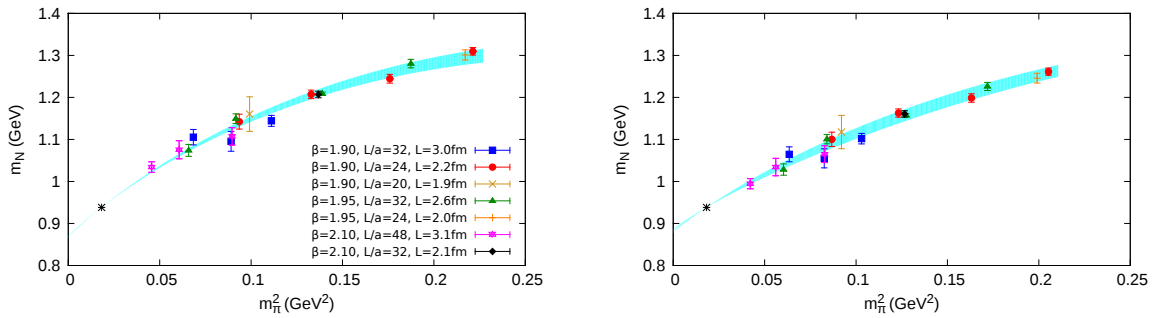 1.4
1.3
1.2
1.1
1
0.9
0.8
m_N (GeV)
0
0.05
0.1
0.15
0.2
0.25
m_π^2 (GeV^2)
β=1.90, L/a=32, L=3.0fm
β=1.90, L/a=24, L=2.2fm
β=1.90, L/a=20, L=1.9fm
β=1.95, L/a=32, L=2.6fm
β=1.95, L/a=24, L=2.0fm
β=2.10, L/a=48, L=3.1fm
β=2.10, L/a=32, L=2.1fm
1.4
1.3
1.2
1.1
1
0.9
0.8
m_N (GeV)
0
0.05
0.1
0.15
0.2
0.25
m_π^2 (GeV^2)